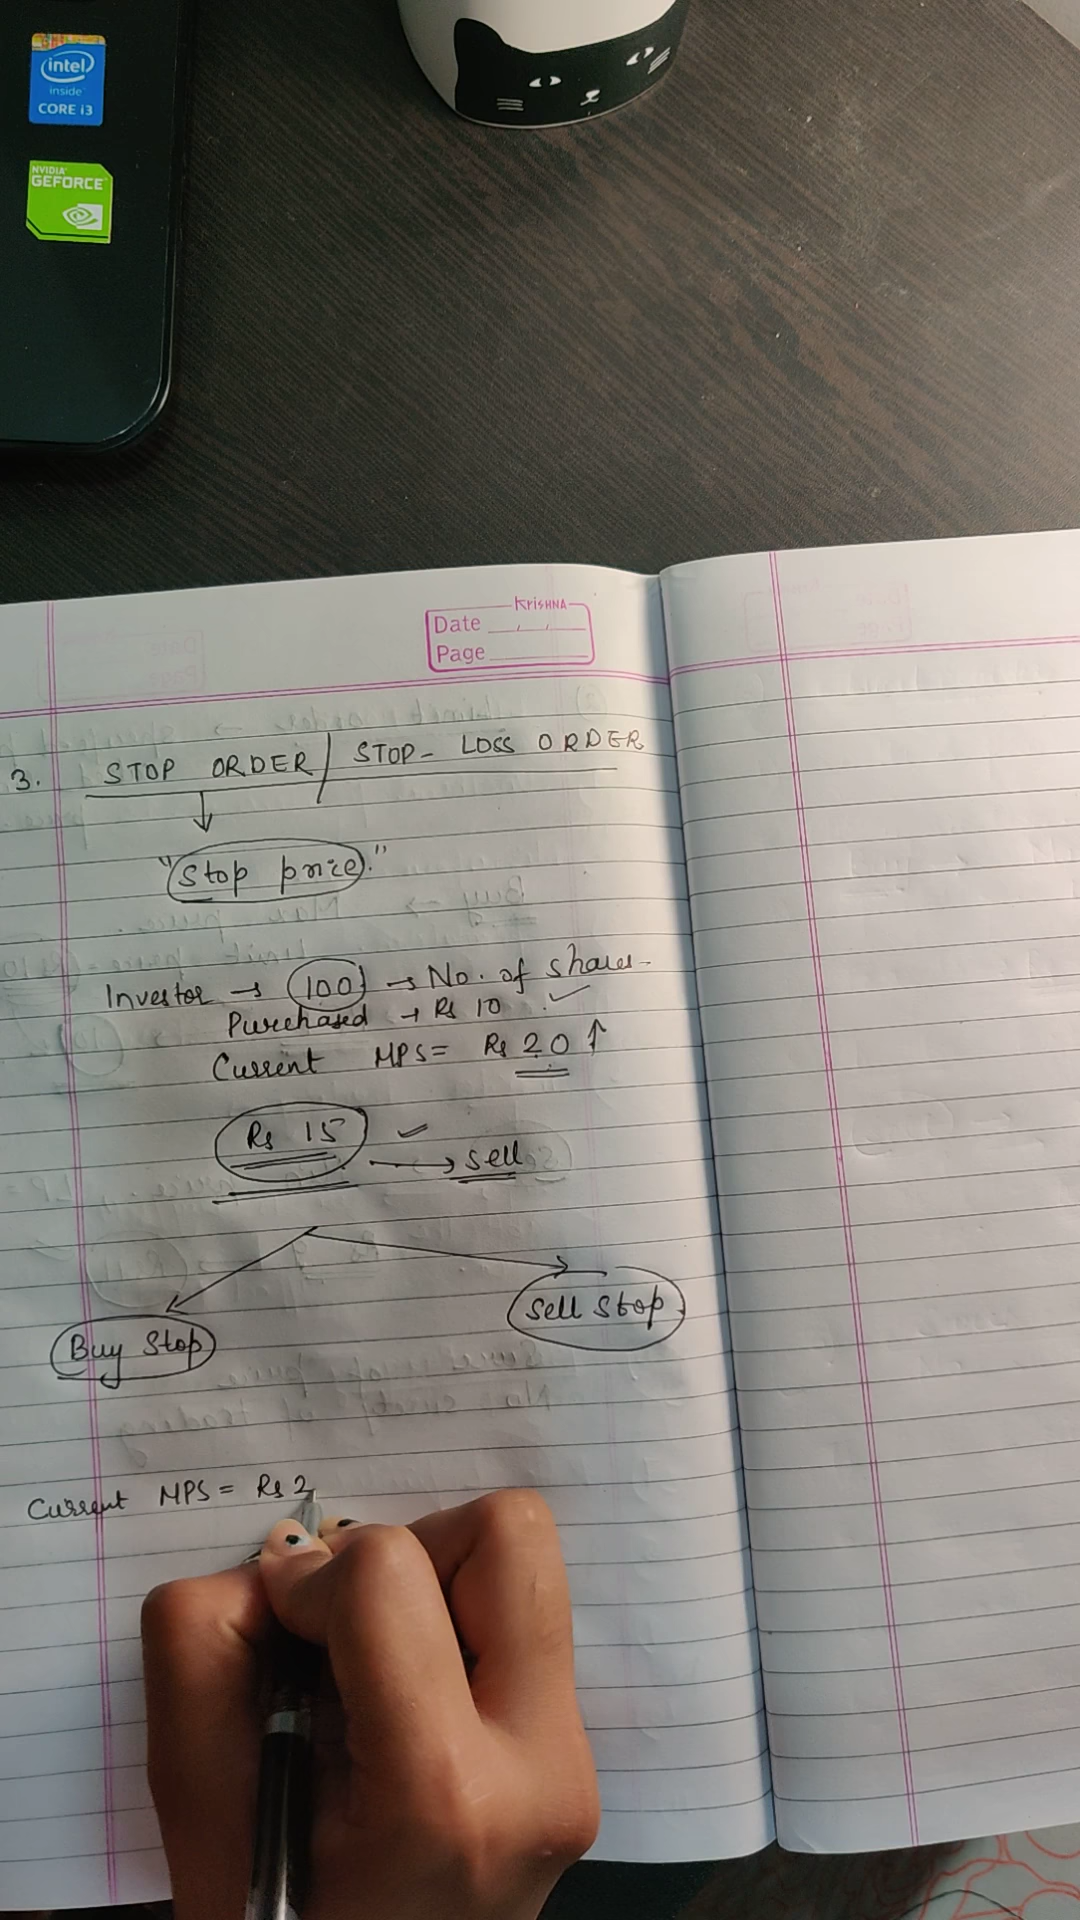 intel
inside
CORE i3
NVIDIA
GEFORCE
KRISHNA
Date
Page
3. STOP ORDER / STOP- LOSS ORDER
"Stop price."
Investor → 100 → No. of shares.
Purchased → Rs 10
Current MPS = Rs 20 ↑
Rs 15
→ sell
Buy Stop
Sell Stop
Current MPS = Rs 2